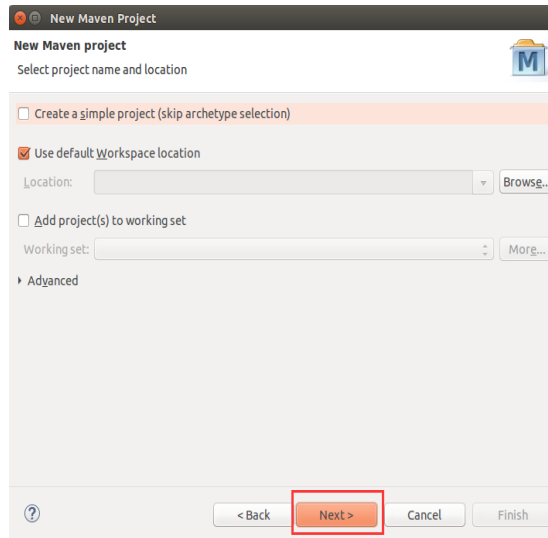 New Maven Project
New Maven project
Select project name and location
M
Create a simple project (skip archetype selection)
Use default Workspace location
Location:
Browse..
Add project(s) to working set
Working set:
More...
Advanced
?
< Back
Next >
Cancel
Finish